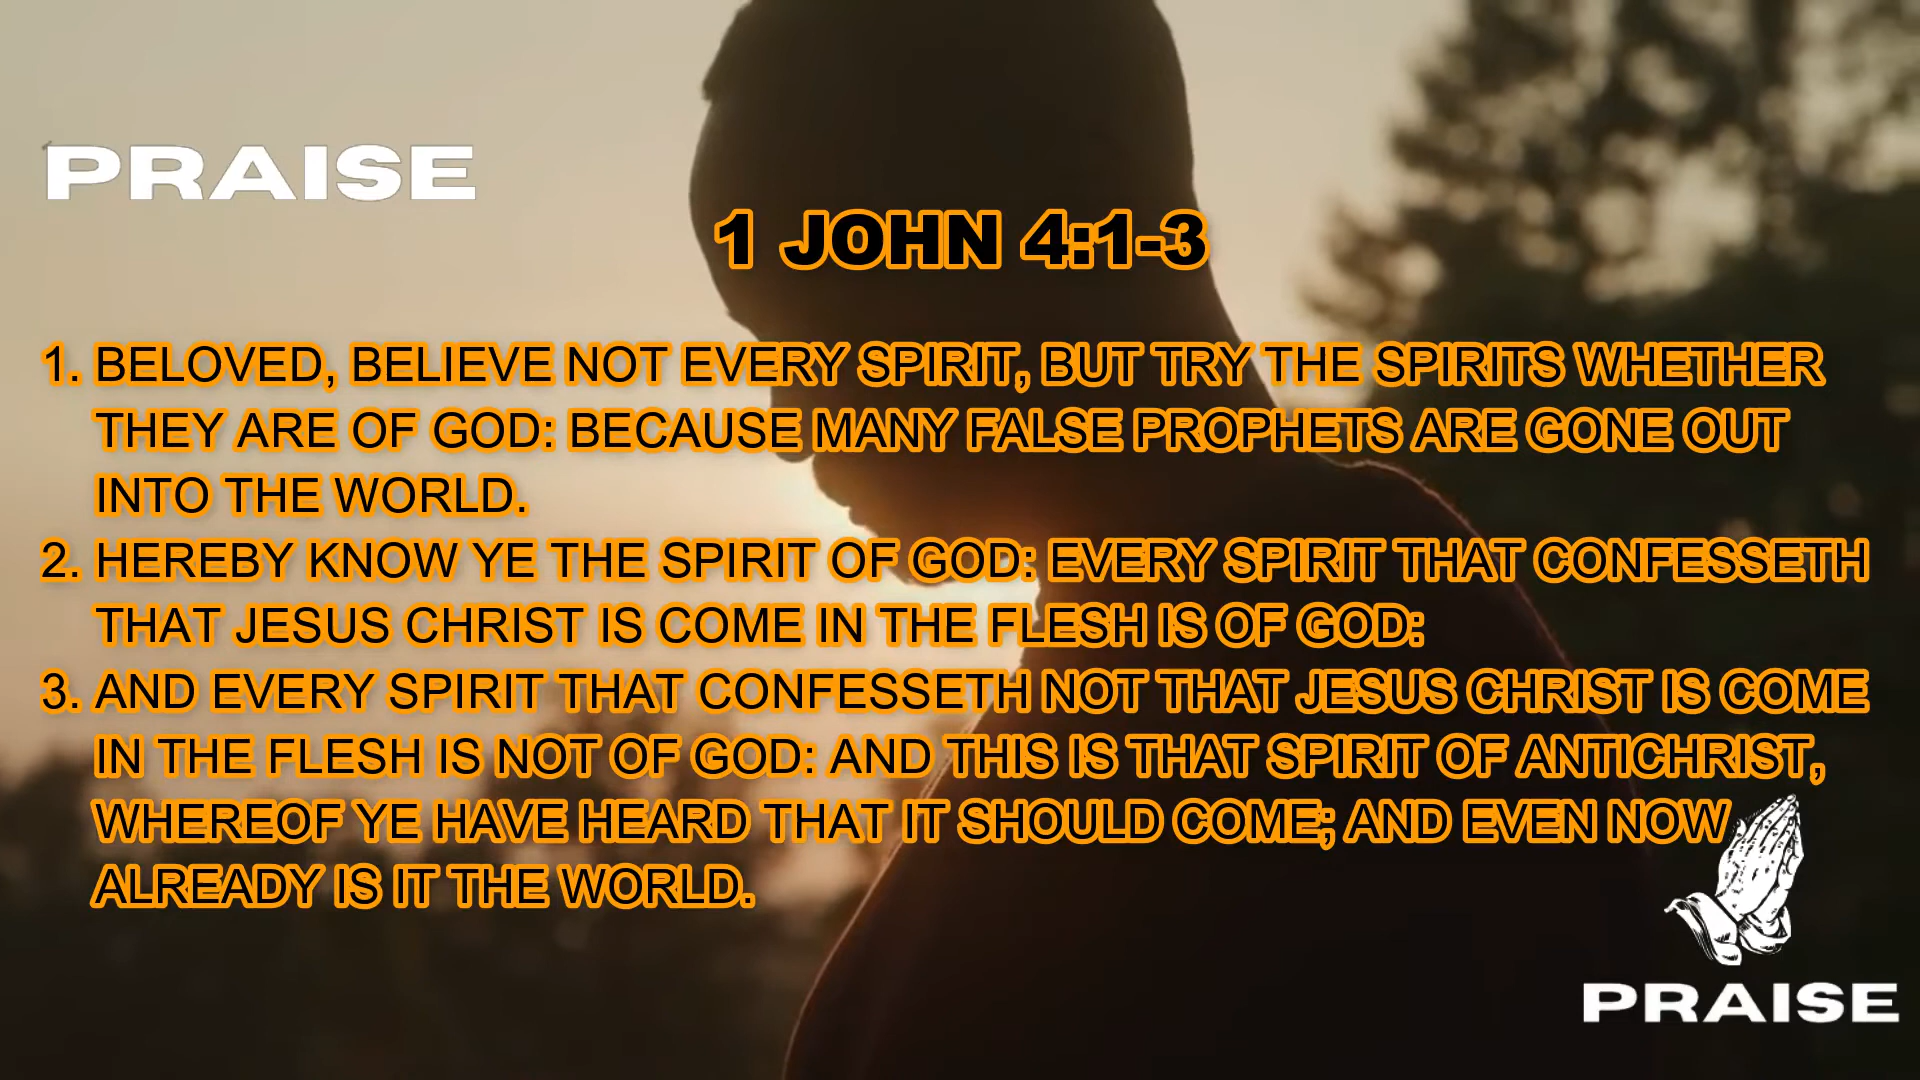 PRAISE
1 JOHN 4:1-3
1. BELOVED, BELIEVE NOT EVERY SPIRIT, BUT TRY THE SPIRITS WHETHER
THEY ARE OF GOD: BECAUSE MANY FALSE PROPHETS ARE GONE OUT
INTO THE WORLD.
2. HEREBY KNOW YE THE SPIRIT OF GOD: EVERY SPIRIT THAT CONFESSETH
THAT JESUS CHRIST IS COME IN THE FLESH IS OF GOD:
3. AND EVERY SPIRIT THAT CONFESSETH NOT THAT JESUS CHRIST IS COME
IN THE FLESH IS NOT OF GOD: AND THIS IS THAT SPIRIT OF ANTICHRIST,
WHEREOF YE HAVE HEARD THAT IT SHOULD COME; AND EVEN NOW
ALREADY IS IT THE WORLD.
PRAISE